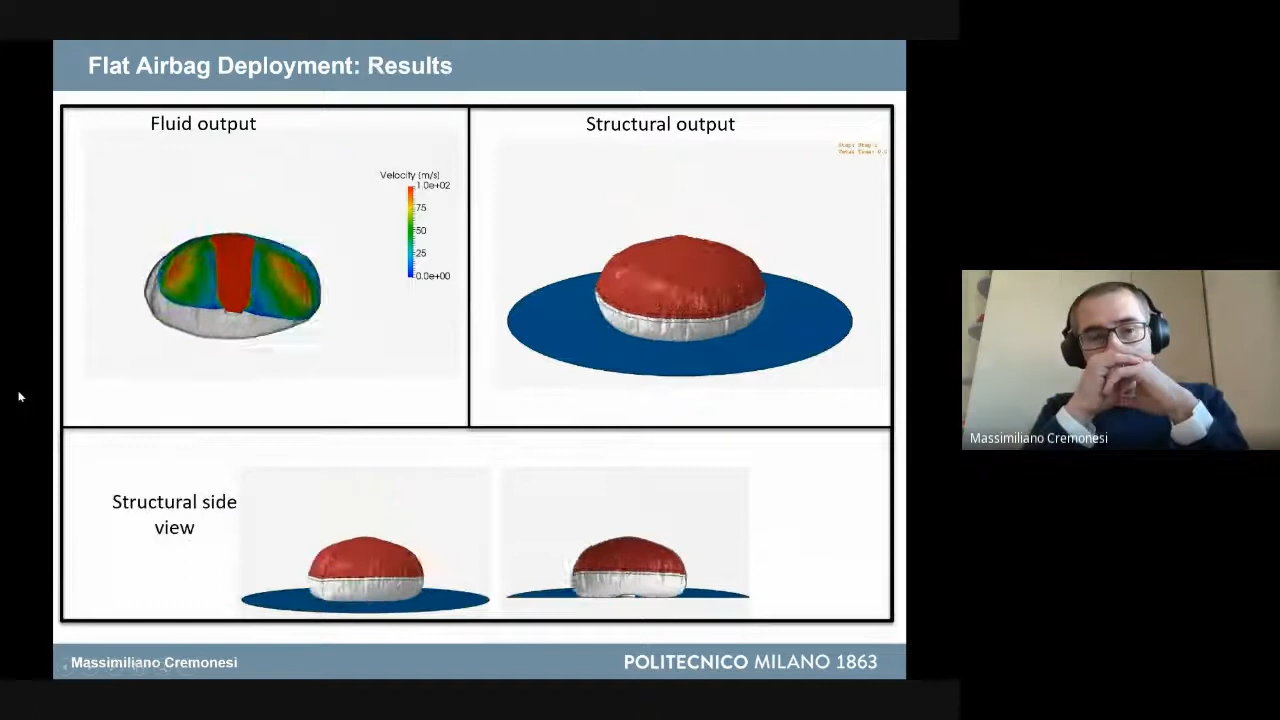 Flat Airbag Deployment: Results
Fluid output
Velocity (m/s)
1.0e+02
75
50
25
0.0e+00
Structural output
Structural side
view
Massimiliano Cremonesi
POLITECNICO MILANO 1863
Massimiliano Cremonesi